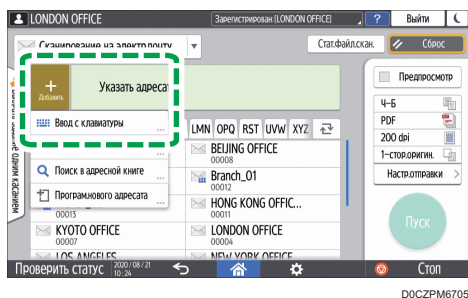 LONDON OFFICE
Зарегистрирован:[LONDON OFFICE]
?
Выйти
Сканирование на электр.почту
Стат.файл.скан.
Сброс
Добавить
Указать адресат
Предпросмотр
Ввод с клавиатуры
...
LMN OPQ RST UVW XYZ
Ч-Б
PDF
200 dpi
1-стор.оригин.
Настр.отправки
BEIJING OFFICE
00008
Поиск в адресной книге
...
Branch_01
00012
Програм.нового адресата
...
00013
HONG KONG OFFIC...
00011
KYOTO OFFICE
00007
LONDON OFFICE
00004
LOS ANGELES
NEW YORK OFFICE
одним касанием
Пуск
Проверить статус
2020/08/21
10:24
Стоп
D0CZPM6705